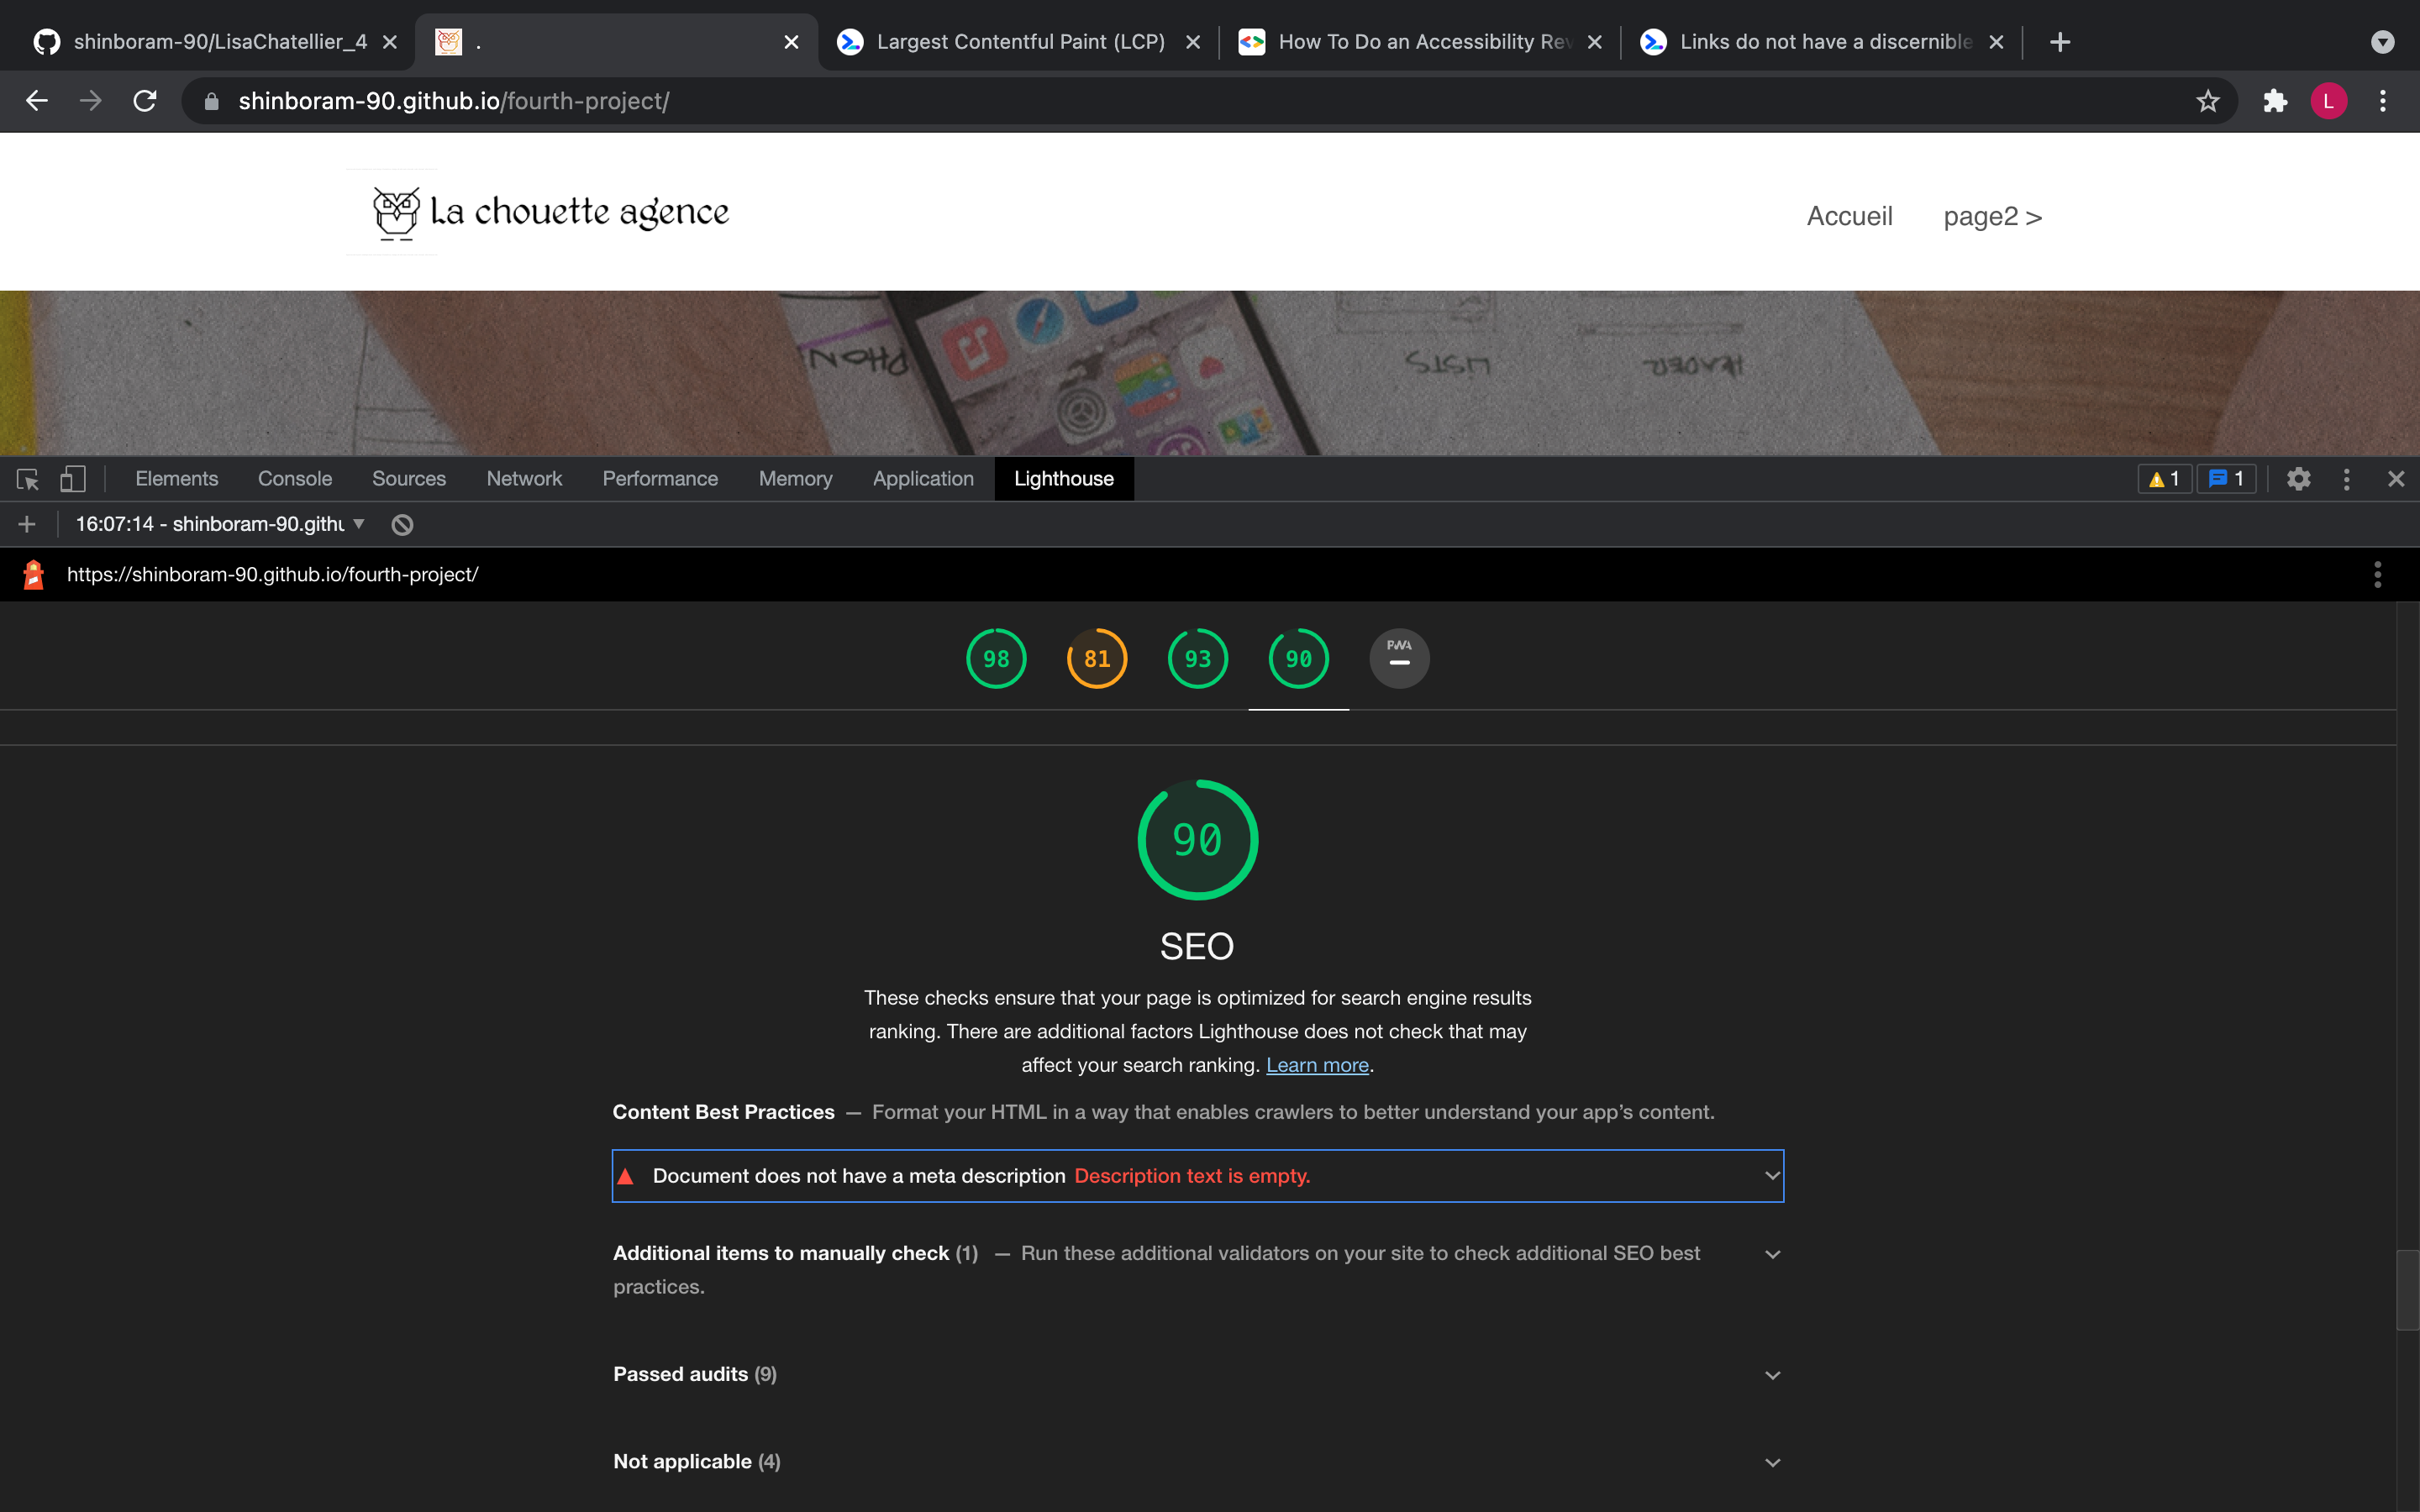 shinboram-90/LisaChatellier_4
.
Largest Contentful Paint (LCP)
How To Do an Accessibility Rev
Links do not have a discernible
shinboram-90.github.io/fourth-project/
L
La chouette agence
Accueil
page2 >
PHON
LISTS
HEADER
Elements
Console
Sources
Network
Performance
Memory
Application
Lighthouse
1
1
16:07:14 - shinboram-90.githu
https://shinboram-90.github.io/fourth-project/
98
81
93
90
PWA
90
SEO
These checks ensure that your page is optimized for search engine results
ranking. There are additional factors Lighthouse does not check that may
affect your search ranking. Learn more.
Content Best Practices — Format your HTML in a way that enables crawlers to better understand your app’s content.
Document does not have a meta description Description text is empty.
Additional items to manually check (1) — Run these additional validators on your site to check additional SEO best
practices.
Passed audits (9)
Not applicable (4)